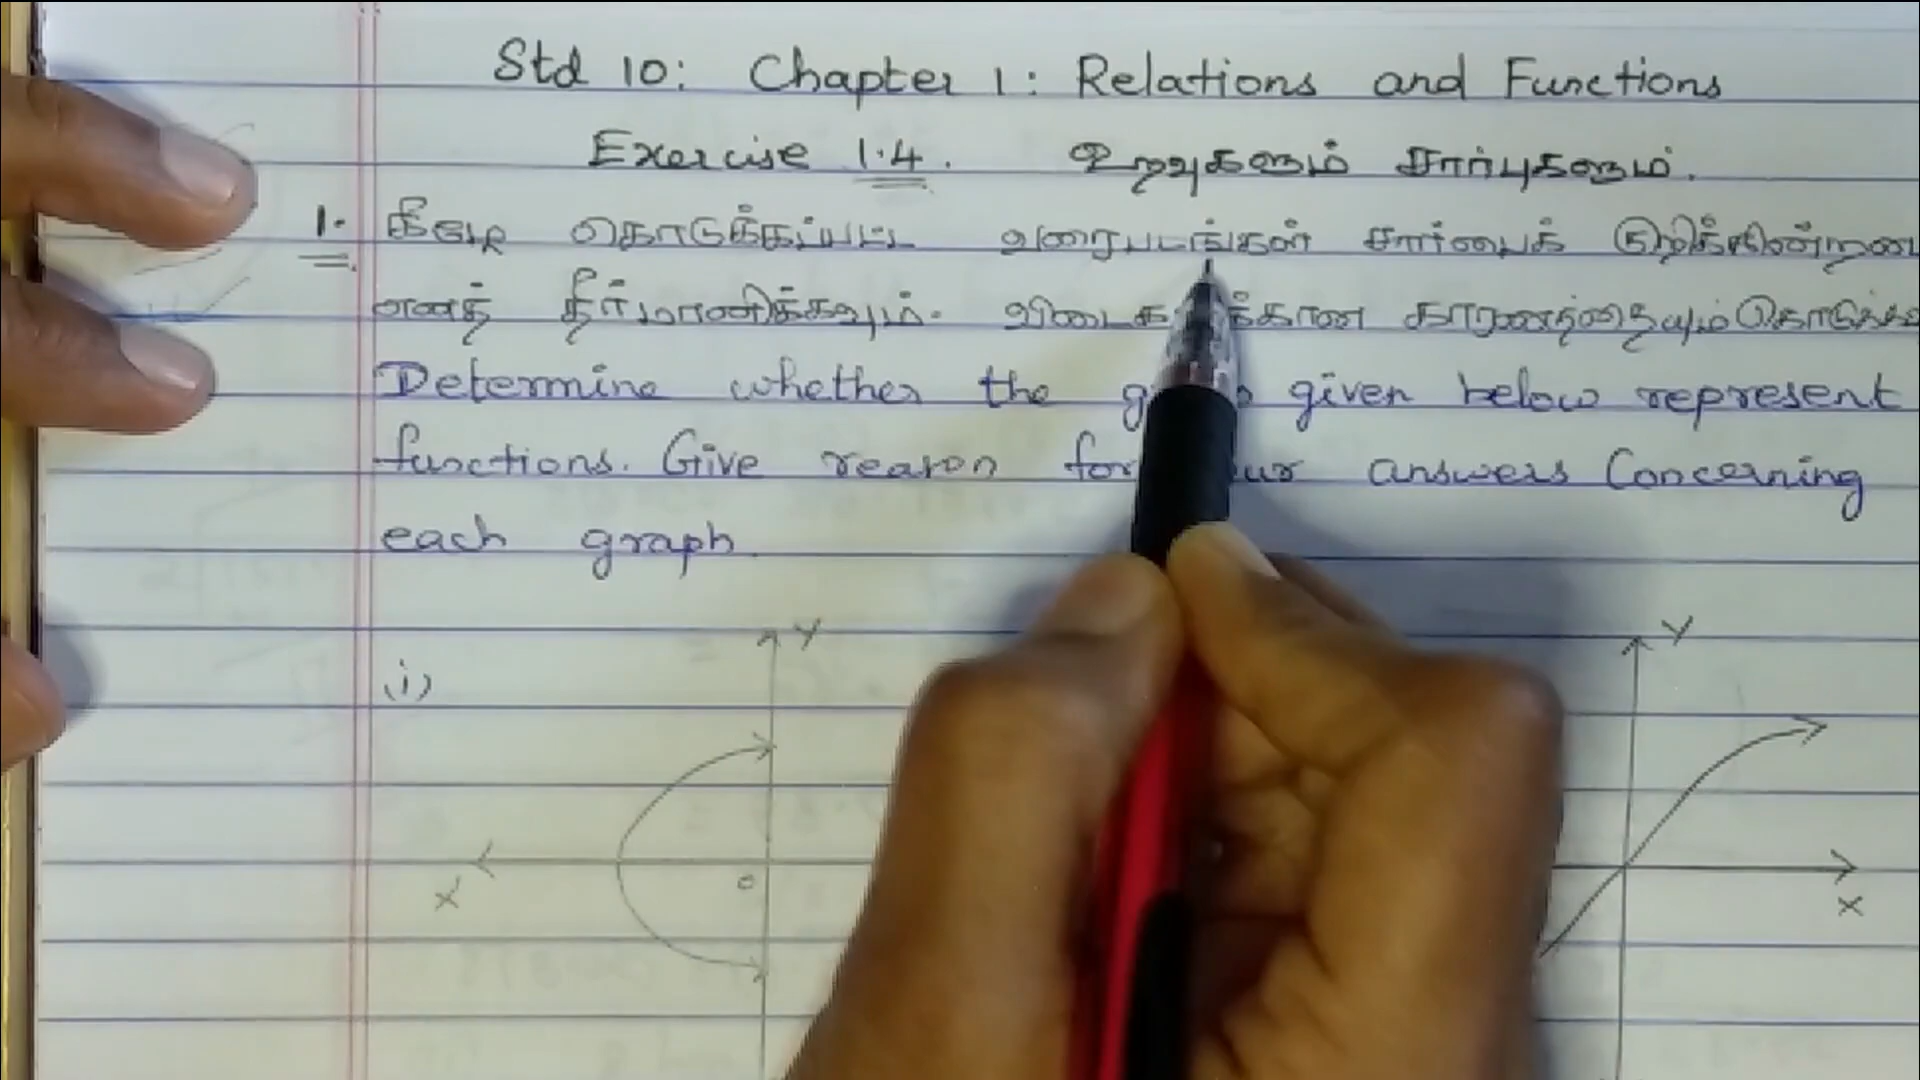 Std 10: Chapter 1: Relations and Functions
Exercise 1.4. உறவுகளும் சார்புகளும்.
1. கீழே கொடுக்கப்பட்ட வரைபடங்கள் சார்பைக் குறிக்கின்றன
எனத் தீர்மானிக்கவும். காரணத்தையும்
Determine whether the given below represent
functions. Give reason for answers Concerning
each graph.
(i) Y Y
X' 0 X